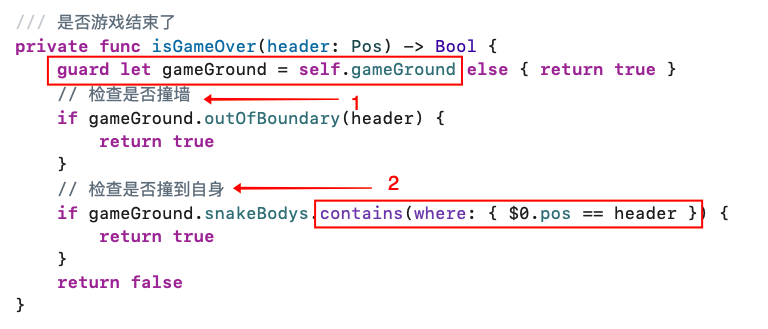 /// 是否游戏结束了
private func isGameOver(header: Pos) -> Bool {
guard let gameGround = self.gameGround else { return true }
// 检查是否撞墙 1
if gameGround.outOfBoundary(header) {
return true
}
// 检查是否撞到自身 2
if gameGround.snakeBodys.contains(where: { $0.pos == header }) {
return true
}
return false
}